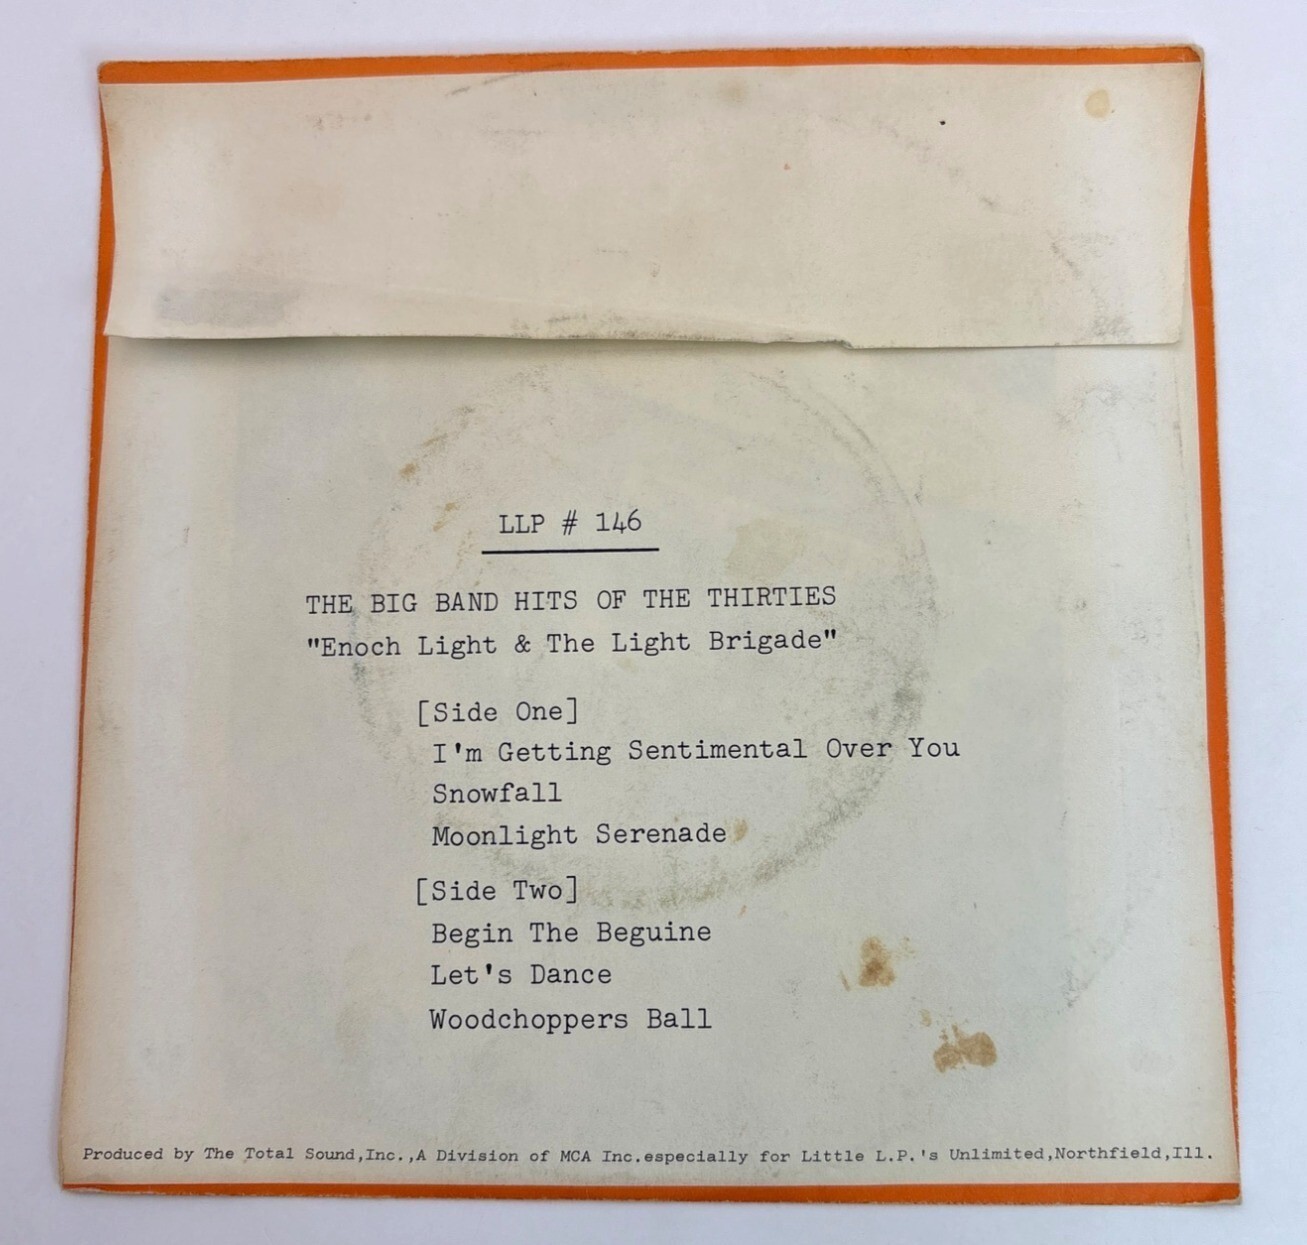 LLP # 146
THE BIG BAND HITS OF THE THIRTIES
"Enoch Light & The Light Brigade"
[Side One]
I'm Getting Sentimental Over You
Snowfall
Moonlight Serenade
[Side Two]
Begin The Beguine
Let's Dance
Woodchoppers Ball
Produced by The Total Sound,Inc.,A Division of MCA Inc.especially for Little L.P.'s Unlimited,Northfield,Ill.